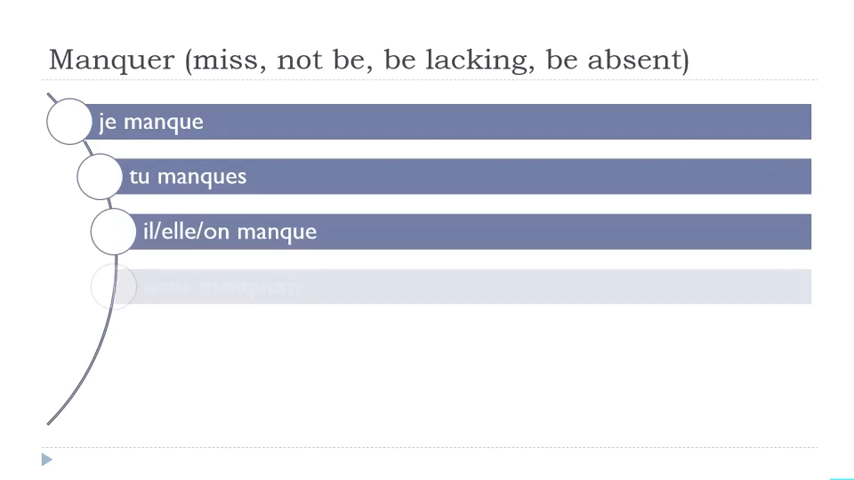 Manquer (miss, not be, be lacking, be absent)
je manque
tu manques
il/elle/on manque